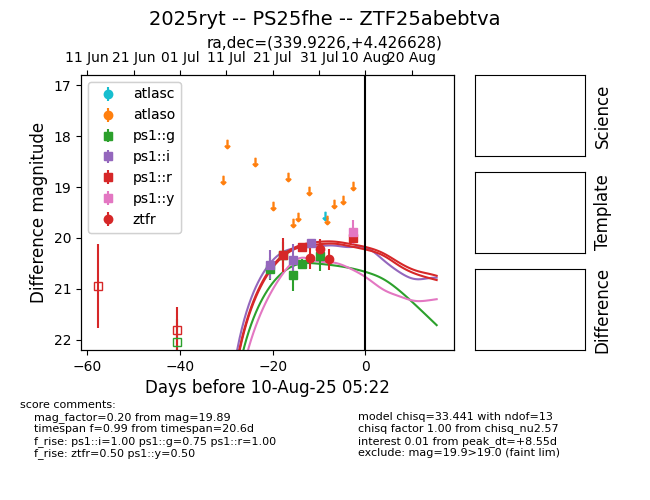 2025ryt -- PS25fhe -- ZTF25abebtva
ra,dec=(339.9226,+4.426628)
11 Jun 21 Jun 01 Jul 11 Jul 21 Jul 31 Jul 10 Aug 20 Aug
17
18
19
20
21
22
Difference magnitude
atlasc
atlaso
ps1::g
ps1::i
ps1::r
ps1::y
ztfr
−60 −40 −20 0
Days before 10-Aug-25 05:22
Science
Template
Difference
score comments:
mag_factor=0.20 from mag=19.89
timespan f=0.99 from timespan=20.6d
f_rise: ps1::i=1.00 ps1::g=0.75 ps1::r=1.00
f_rise: ztfr=0.50 ps1::y=0.50
model chisq=33.441 with ndof=13
chisq factor 1.00 from chisq_nu2.57
interest 0.01 from peak_dt=+8.55d
exclude: mag=19.9>19.0 (faint lim)